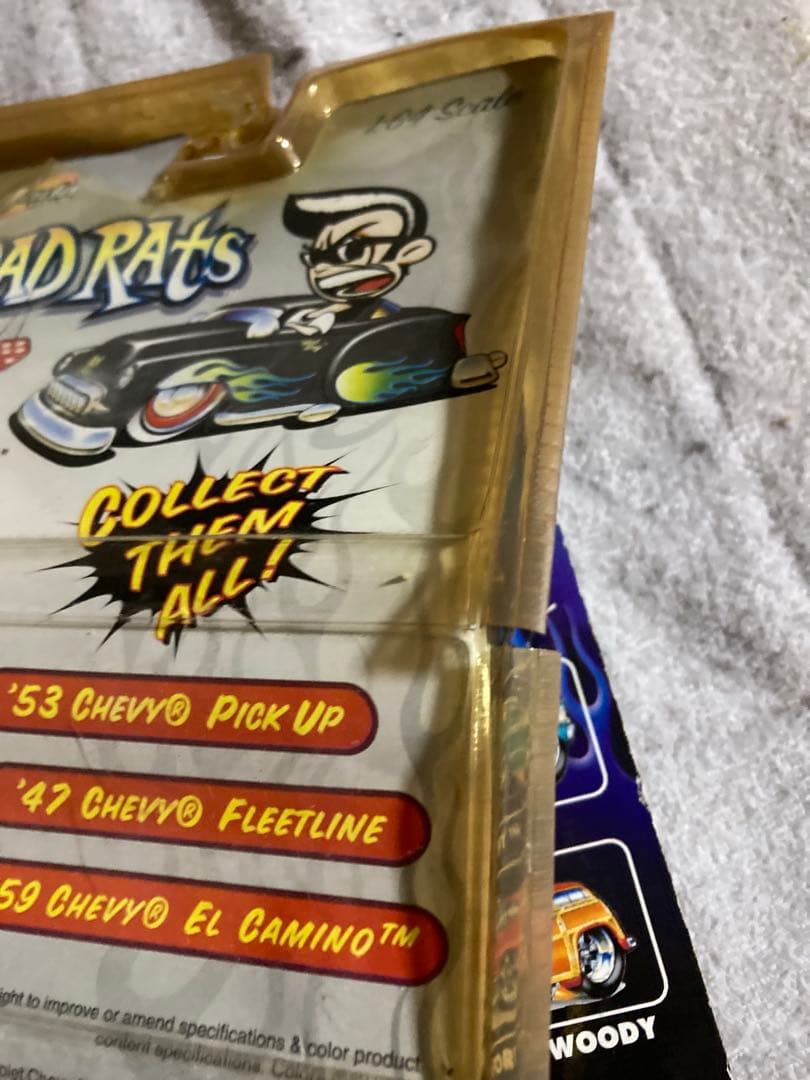 1:64 Scale
AD RATS
COLLECT
THEM
ALL!
'53 CHEVY® PICK UP
'47 CHEVY® FLEETLINE
59 CHEVY® EL CAMINO™
ight to improve or amend specifications & color product
content specifications.
WOODY